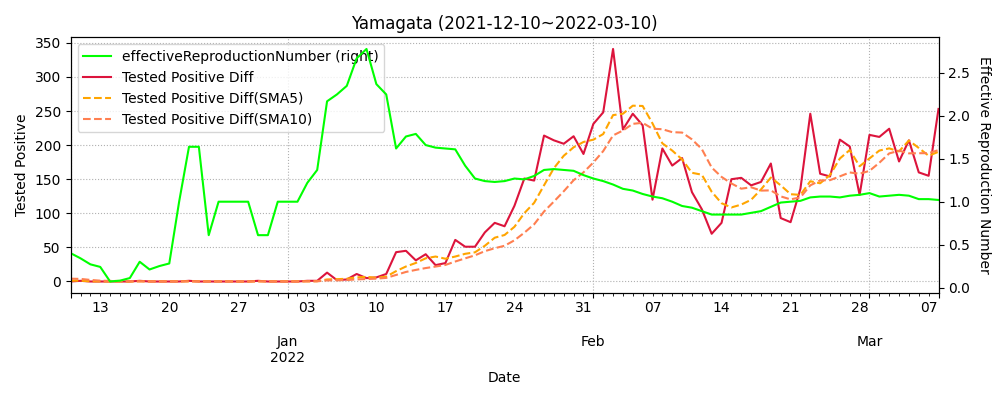 Yamagata (2021-12-10~2022-03-10)
effectiveReproductionNumber (right)
Tested Positive Diff
Tested Positive Diff(SMA5)
Tested Positive Diff(SMA10)
Tested Positive
350
300
250
200
150
100
50
0
Effective Reproduction Number
2.5
2.0
1.5
1.0
0.5
0.0
13 20 27 03 10 17 24 31 07 14 21 28 07
Jan Feb Mar
2022
Date